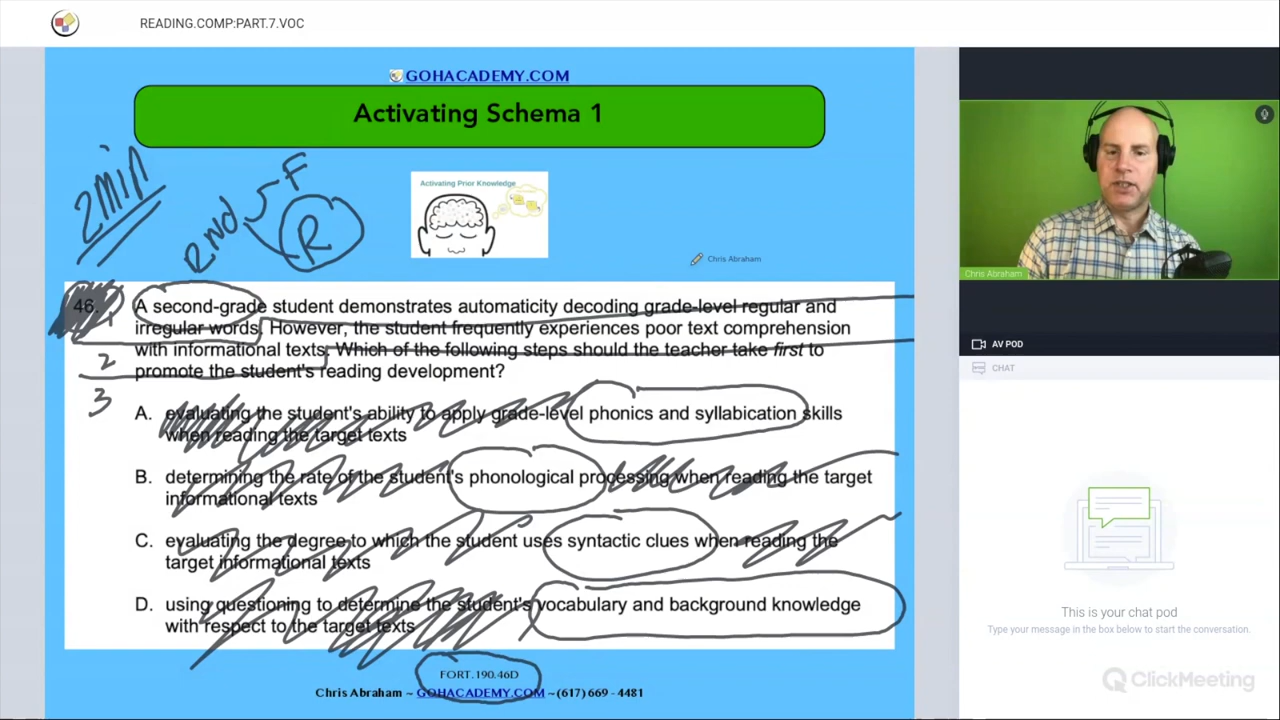 READING.COMP:PART.7.VOC
GOHACADEMY.COM
Activating Schema 1
2min
2nd F
R
Activating Prior Knowledge
Chris Abraham
46. A second-grade student demonstrates automaticity decoding grade-level regular and
irregular words. However, the student frequently experiences poor text comprehension
with informational texts. Which of the following steps should the teacher take first to
promote the student's reading development?
1
2
3
A. evaluating the student's ability to apply grade-level phonics and syllabication skills
when reading the target texts
B. determining the rate of the student's phonological processing when reading the target
informational texts
C. evaluating the degree to which the student uses syntactic clues when reading the
target informational texts
D. using questioning to determine the student's vocabulary and background knowledge
with respect to the target texts
FORT.190.46D
Chris Abraham ~ GOHACADEMY.COM ~ (617) 669 - 4481
Chris Abraham
AV POD
CHAT
This is your chat pod
Type your message in the box below to start the conversation.
ClickMeeting